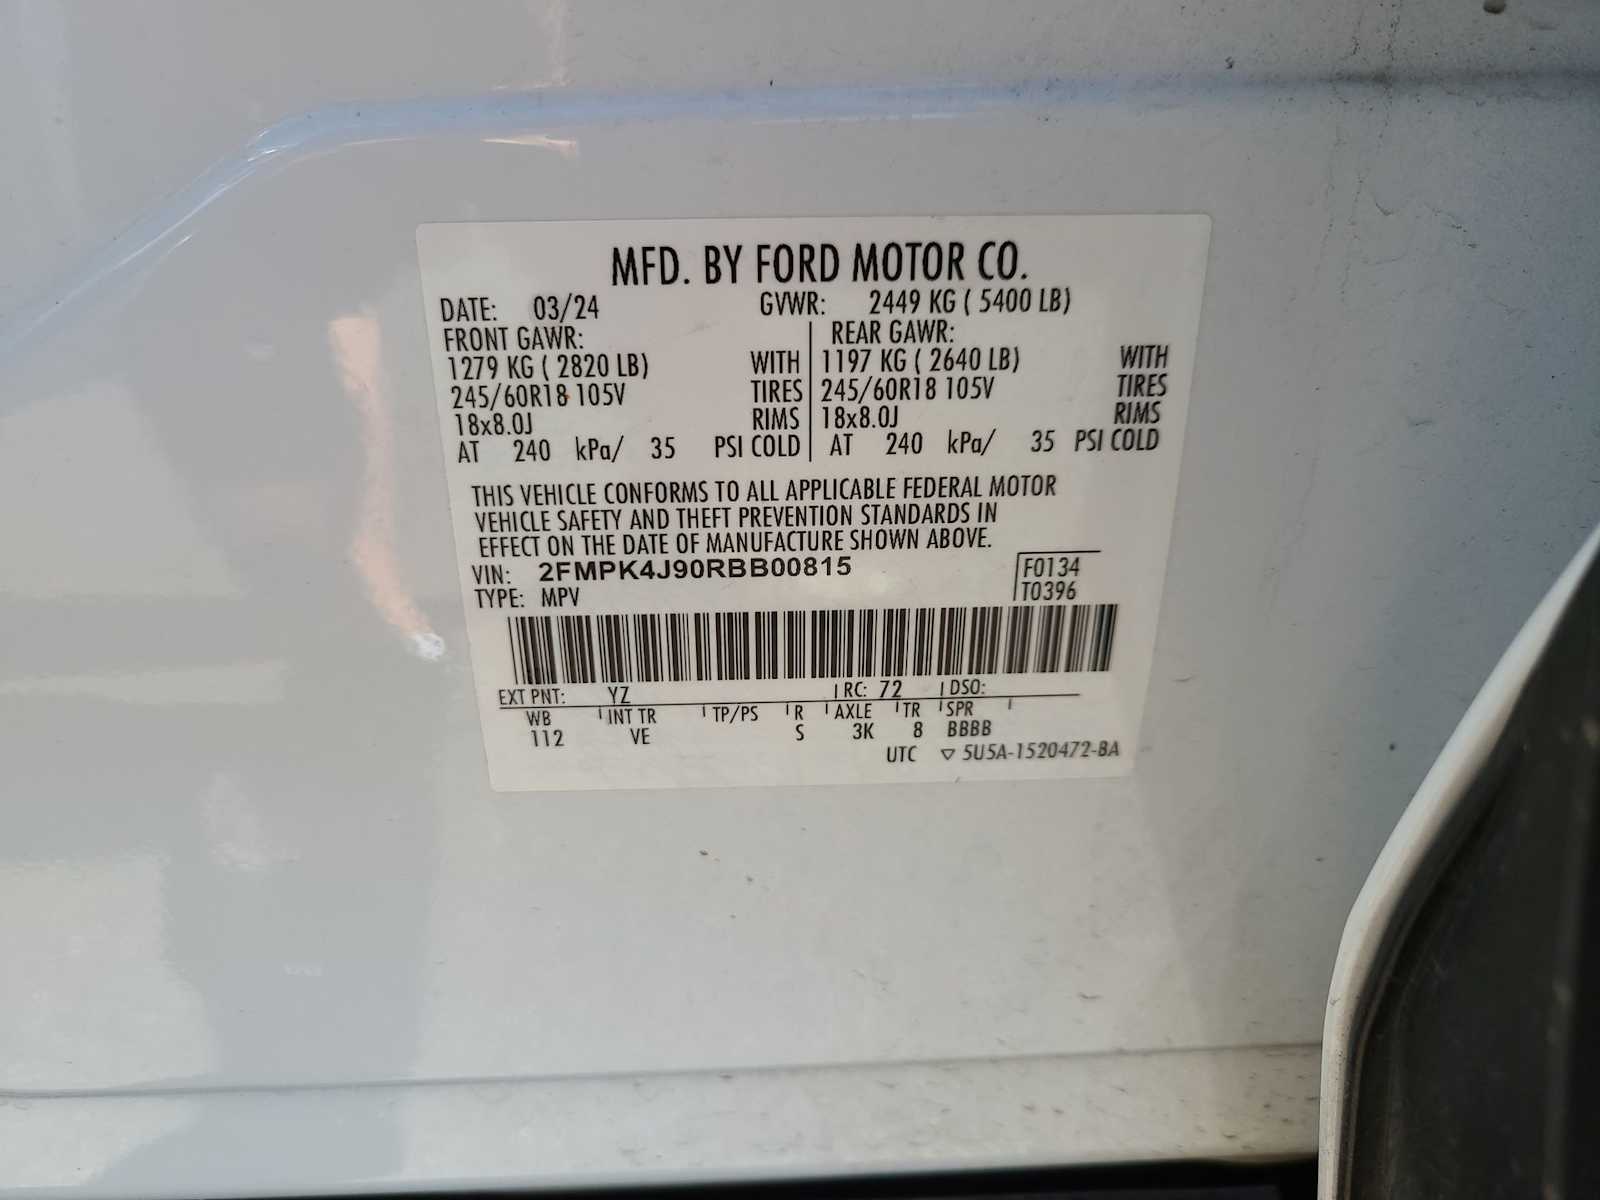 MFD. BY FORD MOTOR CO.
DATE: 03/24 GVWR: 2449 KG ( 5400 LB)
FRONT GAWR: REAR GAWR:
1279 KG ( 2820 LB) WITH 1197 KG ( 2640 LB) WITH
245/60R18 105V TIRES 245/60R18 105V TIRES
18x8.0J RIMS 18x8.0J RIMS
AT 240 kPa/ 35 PSI COLD AT 240 kPa/ 35 PSI COLD
THIS VEHICLE CONFORMS TO ALL APPLICABLE FEDERAL MOTOR
VEHICLE SAFETY AND THEFT PREVENTION STANDARDS IN
EFFECT ON THE DATE OF MANUFACTURE SHOWN ABOVE.
VIN: 2FMPK4J90RBB00815 F0134
TYPE: MPV T0396
EXT PNT: YZ RC: 72 DSO:
WB INT TR TP/PS R AXLE TR SPR
112 VE S 3K 8 BBBB
UTC ▽ 5U5A-1520472-BA